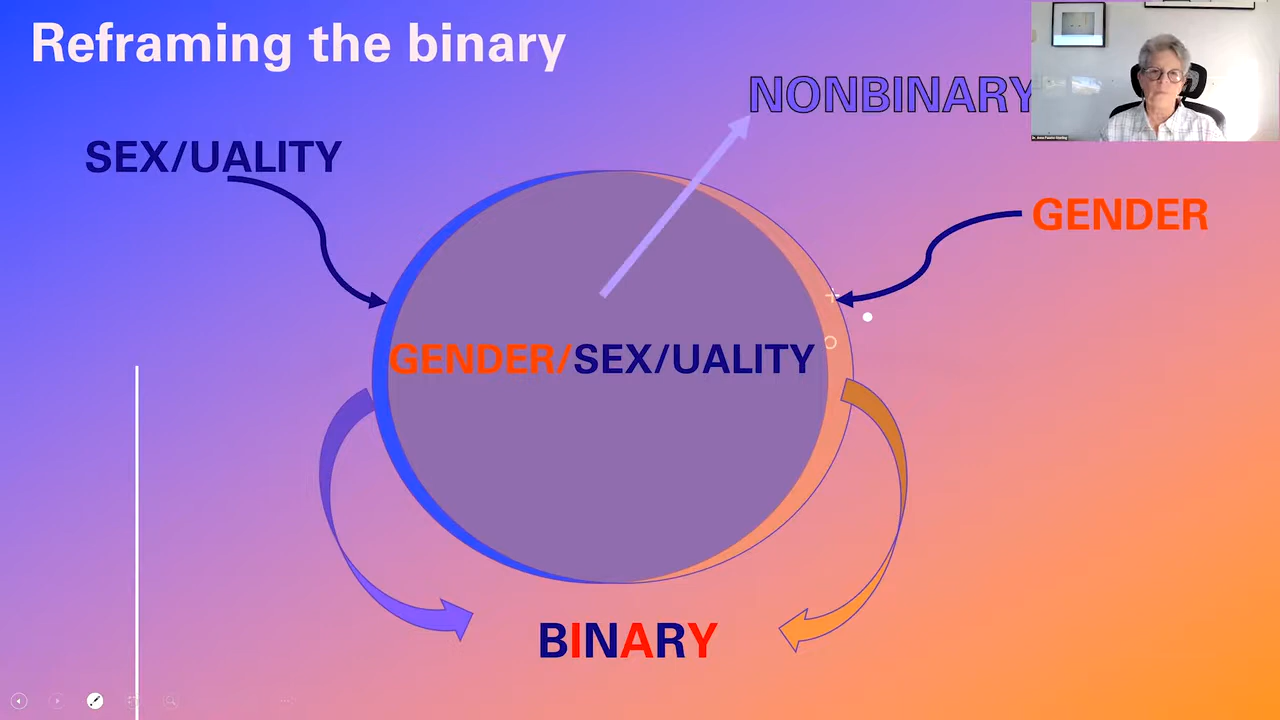 Reframing the binary
NONBINARY
SEX/UALITY
GENDER
GENDER/SEX/UALITY
BINARY